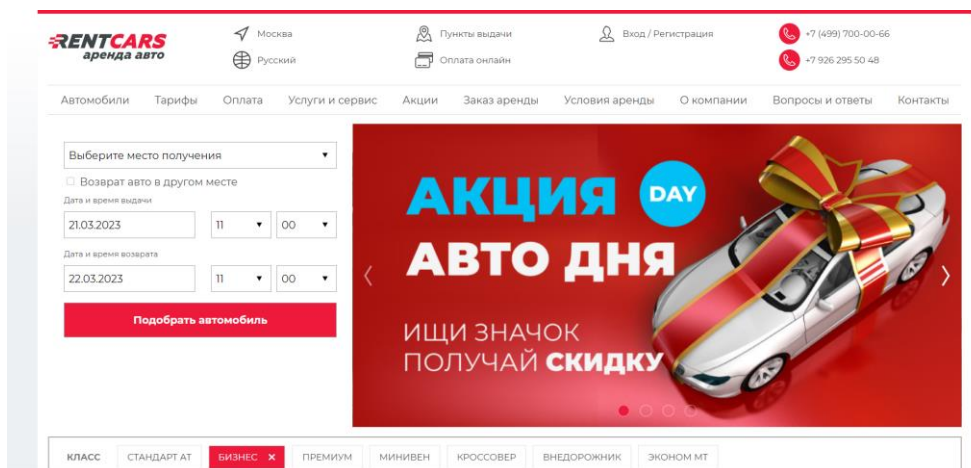 RENTCARS
аренда авто
Москва
Русский
Пункты выдачи
Оплата онлайн
Вход / Регистрация
+7 (499) 700-00-66
+7 926 295 50 48
Автомобили Тарифы Оплата Услуги и сервис Акции Заказ аренды Условия аренды О компании Вопросы и ответы Контакты
Выберите место получения
Возврат авто в другом месте
Дата и время выдачи
21.03.2023 11 00
Дата и время возврата
22.03.2023 11 00
Подобрать автомобиль
АКЦИЯ DAY
АВТО ДНЯ
ИЩИ ЗНАЧОК
ПОЛУЧАЙ СКИДКУ
КЛАСС СТАНДАРТ АТ БИЗНЕС × ПРЕМИУМ МИНИВЕН КРОССОВЕР ВНЕДОРОЖНИК ЭКОНОМ МТ